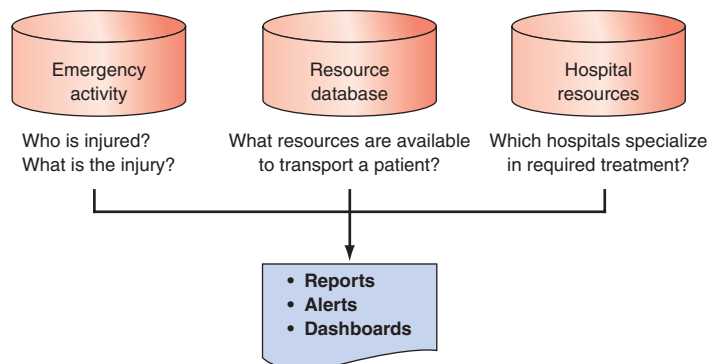 Emergency
activity
Resource
database
Hospital
resources
Who is injured?
What is the injury?
What resources are available
to transport a patient?
Which hospitals specialize
in required treatment?
• Reports
• Alerts
• Dashboards